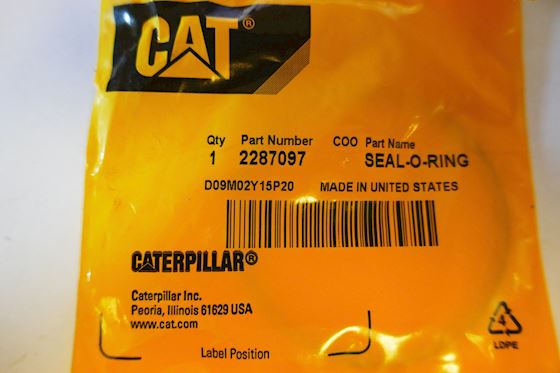 CAT®
Qty Part Number COO Part Name
1 2287097 SEAL-O-RING
D09M02Y15P20 MADE IN UNITED STATES
CATERPILLAR®
Caterpillar Inc.
Peoria, Illinois 61629 USA
www.cat.com
4
LDPE
Label Position